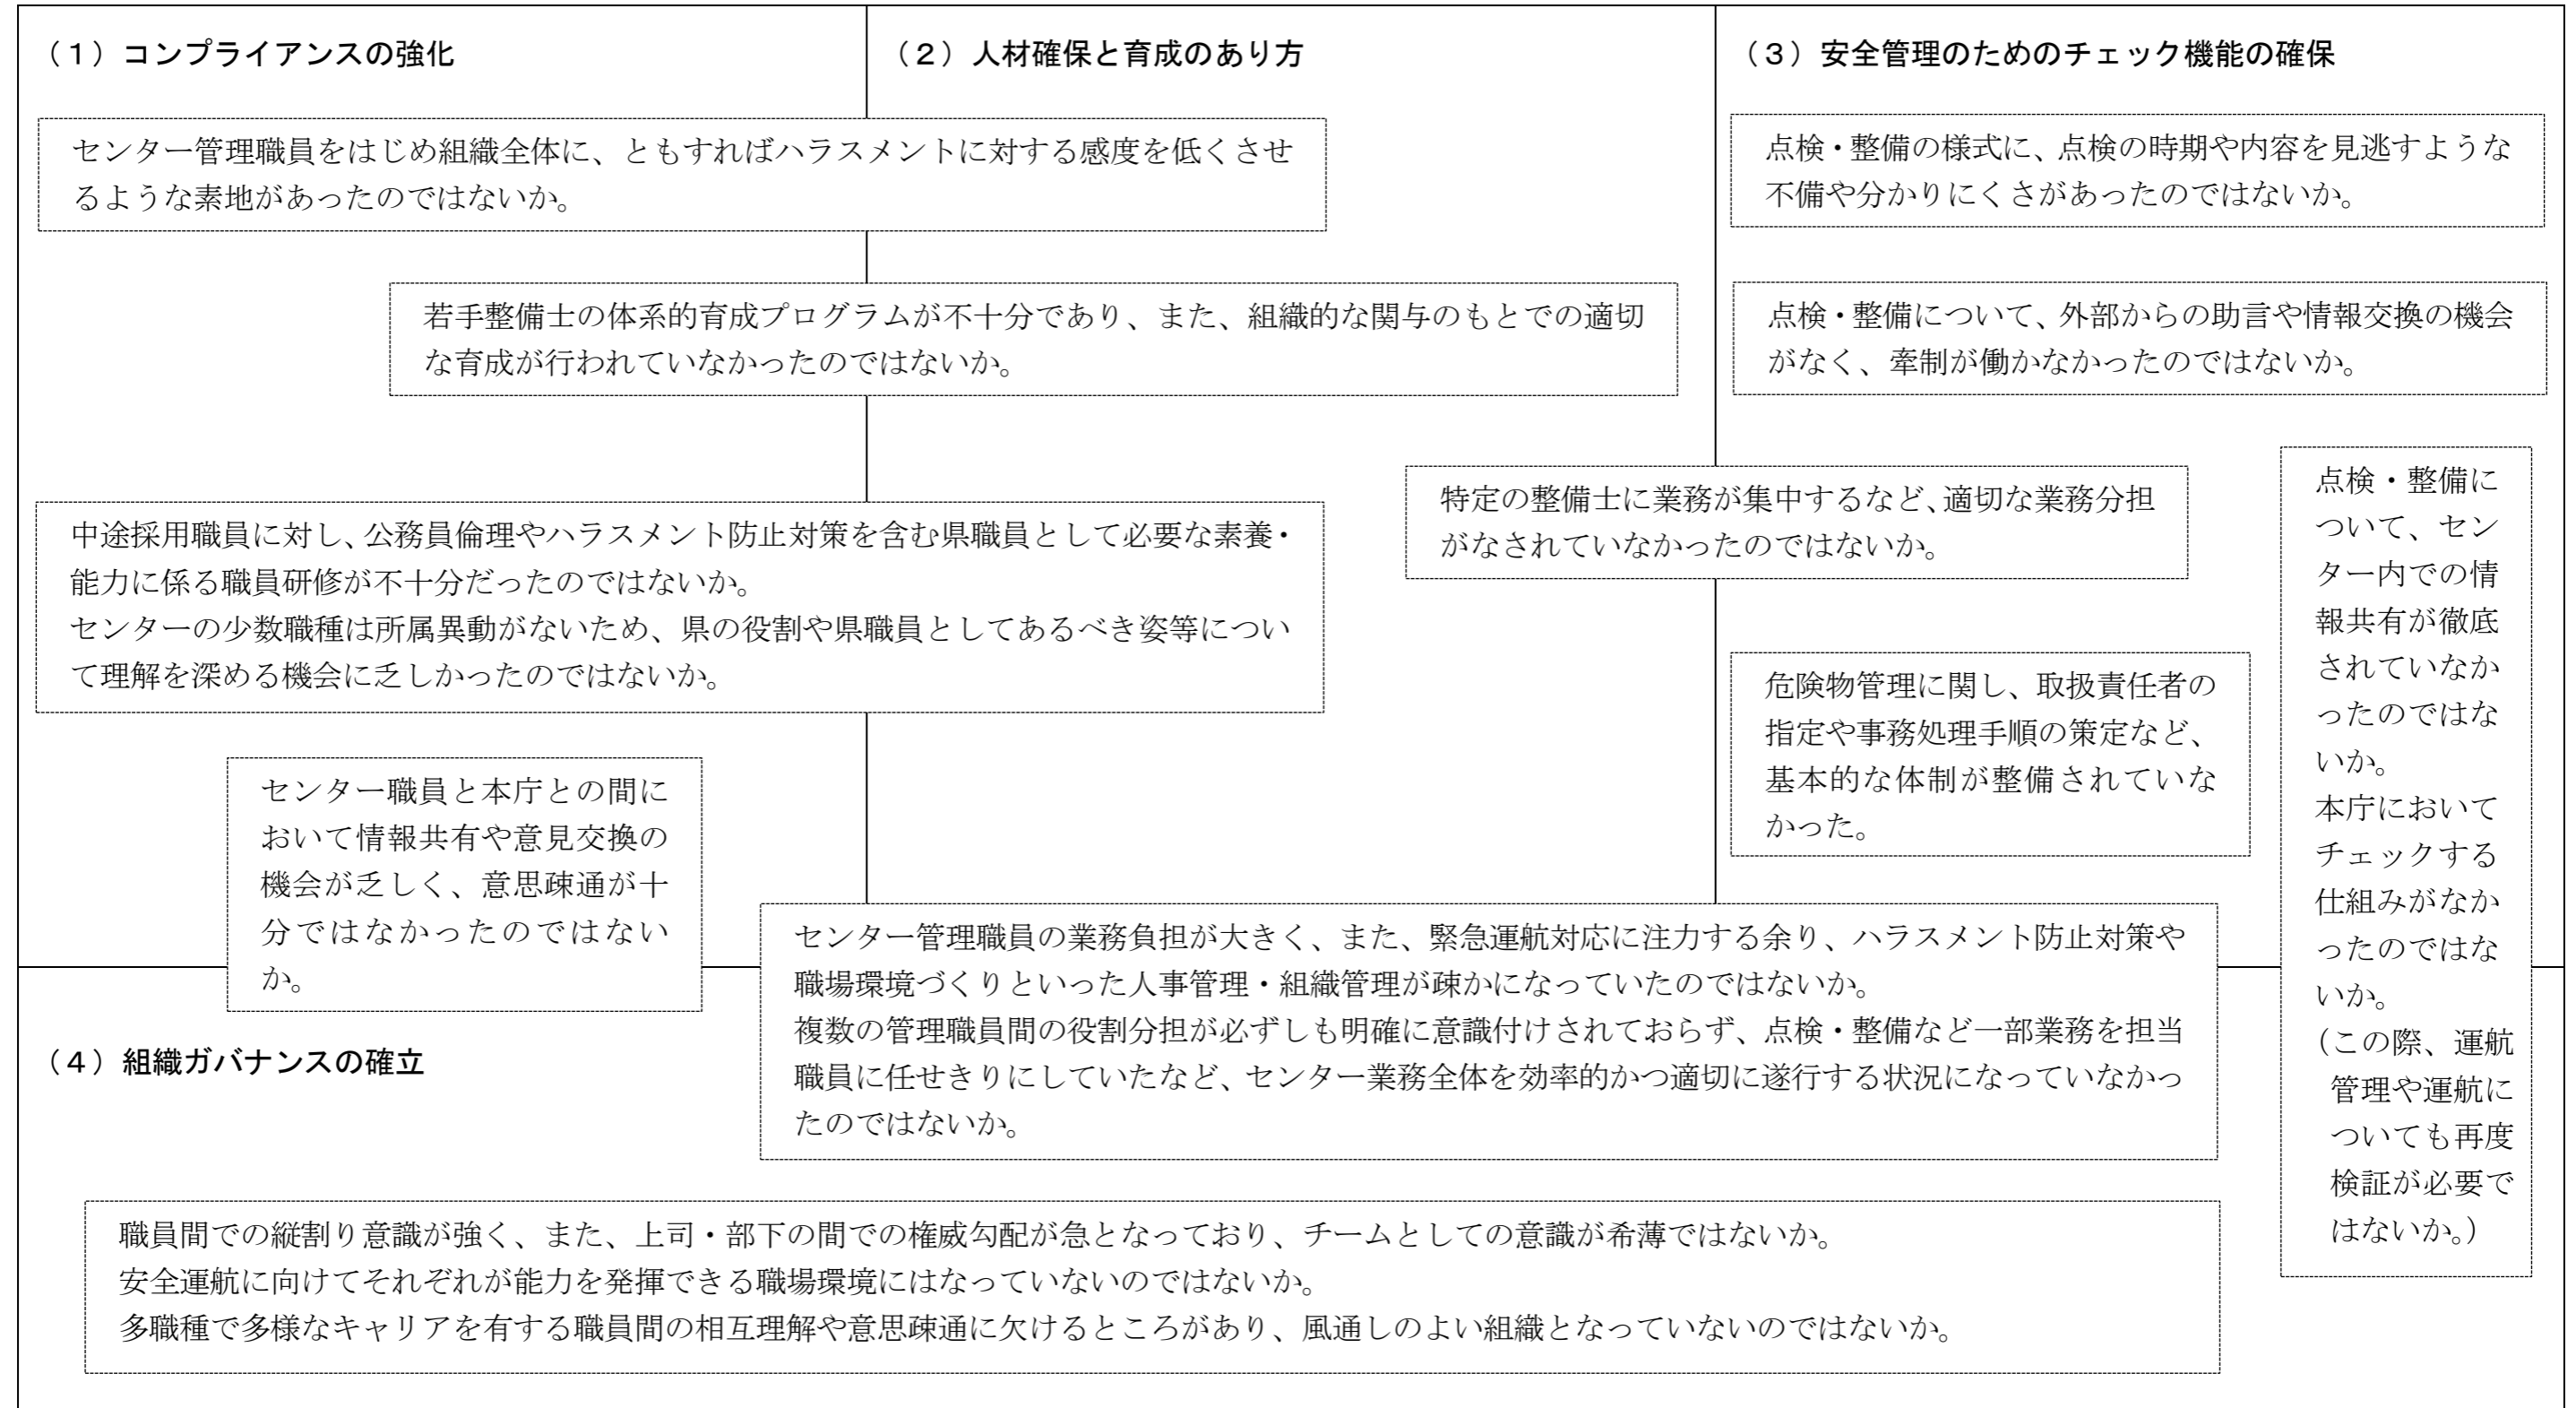 （１）コンプライアンスの強化
（２）人材確保と育成のあり方
（３）安全管理のためのチェック機能の確保
センター管理職員をはじめ組織全体に、ともすればハラスメントに対する感度を低くさせ
るような素地があったのではないか。
点検・整備の様式に、点検の時期や内容を見逃すような
不備や分かりにくさがあったのではないか。
若手整備士の体系的育成プログラムが不十分であり、また、組織的な関与のもとでの適切
な育成が行われていなかったのではないか。
点検・整備について、外部からの助言や情報交換の機会
がなく、牽制が働かなかったのではないか。
中途採用職員に対し、公務員倫理やハラスメント防止対策を含む県職員として必要な素養・
能力に係る職員研修が不十分だったのではないか。
センターの少数職種は所属異動がないため、県の役割や県職員としてあるべき姿等につい
て理解を深める機会に乏しかったのではないか。
特定の整備士に業務が集中するなど、適切な業務分担
がなされていなかったのではないか。
点検・整備に
ついて、セン
ター内での情
報共有が徹底
されていなか
ったのではな
いか。
本庁において
チェックする
仕組みがなか
ったのではな
いか。
（この際、運航
管理や運航に
ついても再度
検証が必要で
はないか。）
危険物管理に関し、取扱責任者の
指定や事務処理手順の策定など、
基本的な体制が整備されていな
かった。
センター職員と本庁との間に
おいて情報共有や意見交換の
機会が乏しく、意思疎通が十
分ではなかったのではない
か。
センター管理職員の業務負担が大きく、また、緊急運航対応に注力する余り、ハラスメント防止対策や
職場環境づくりといった人事管理・組織管理が疎かになっていたのではないか。
複数の管理職員間の役割分担が必ずしも明確に意識付けされておらず、点検・整備など一部業務を担当
職員に任せきりにしていたなど、センター業務全体を効率的かつ適切に遂行する状況になっていなかっ
たのではないか。
（４）組織ガバナンスの確立
職員間での縦割り意識が強く、また、上司・部下の間での権威勾配が急となっており、チームとしての意識が希薄ではないか。
安全運航に向けてそれぞれが能力を発揮できる職場環境にはなっていないのではないか。
多職種で多様なキャリアを有する職員間の相互理解や意思疎通に欠けるところがあり、風通しのよい組織となっていないのではないか。